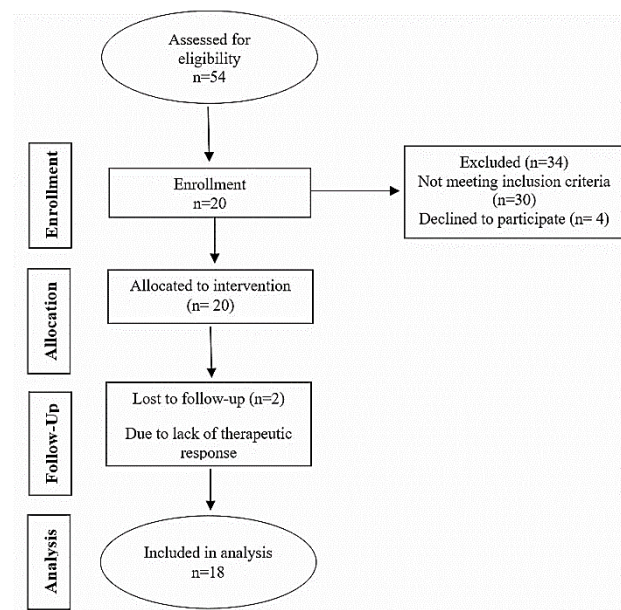 Assessed for
eligibility
n=54
Enrollment
Enrollment
n=20
Excluded (n=34)
Not meeting inclusion criteria
(n=30)
Declined to participate (n= 4)
Allocation
Allocated to intervention
(n= 20)
Follow-Up
Lost to follow-up (n=2)
Due to lack of therapeutic
response
Analysis
Included in analysis
n=18